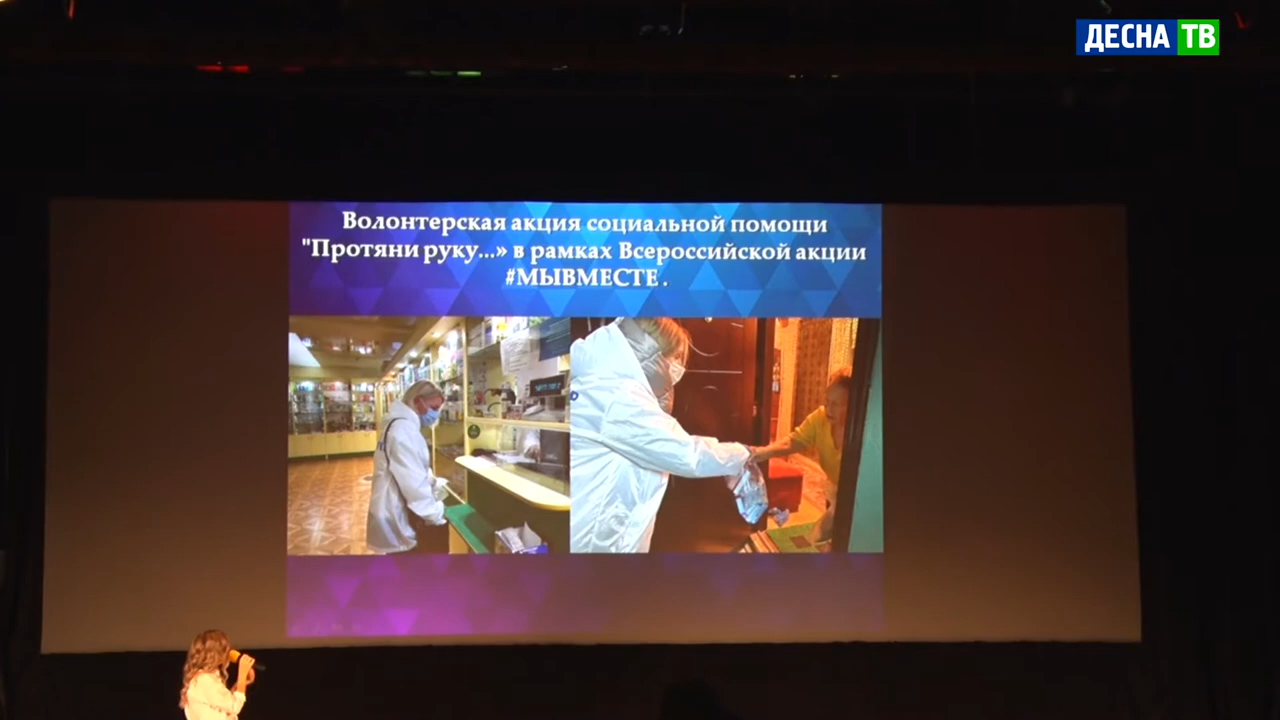 ДЕСНА ТВ
Волонтерская акция социальной помощи
"Протяни руку...» в рамках Всероссийской акции
#МЫВМЕСТЕ .